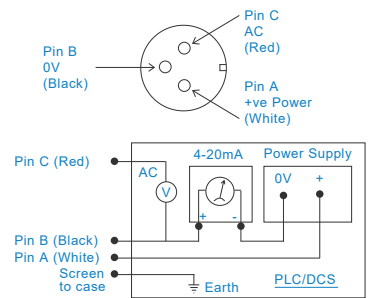 Pin C
AC
(Red)
Pin B
0V
(Black)
Pin A
+ve Power
(White)
Pin C (Red)
AC
V
4-20mA
+ -
Power Supply
0V +
Pin B (Black)
Pin A (White)
Screen
to case
Earth
PLC/DCS